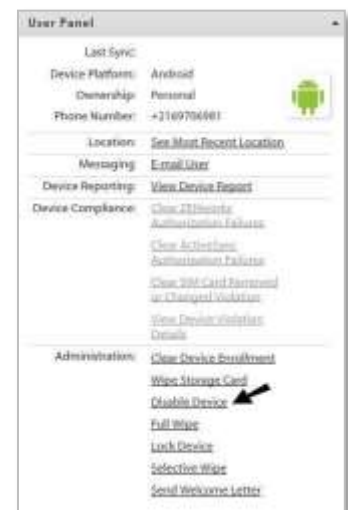 User Panel
Last Sync:
Device Platform: Android
Ownership: Personal
Phone Number: +2169706981
Location: See Most Recent Location
Messaging: E-mail User
Device Reporting: View Device Report
Device Compliance: Clear ZENworks
Authorization Failures
Clear ActiveSync
Authorization Failures
Clear SIM Card Removed
or Changed Violation
View Device Violation
Details
Administration: Clear Device Enrollment
Wipe Storage Card
Disable Device
Full Wipe
Lock Device
Selective Wipe
Send Welcome Letter